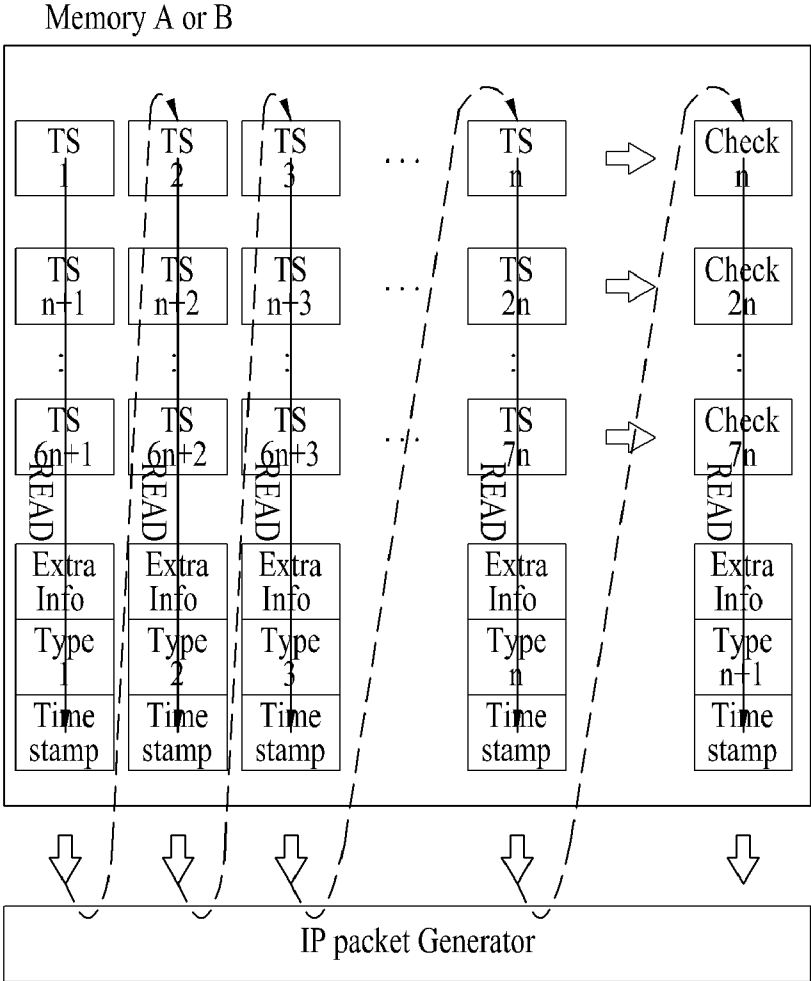 Memory A or B
TS 1
TS 2
TS 3
. . .
TS n
Check n
TS n+1
TS n+2
TS n+3
. . .
TS 2n
Check 2n
:
:
:
:
:
TS 6n+1
TS 6n+2
TS 6n+3
. . .
TS 7n
Check 7n
READ
READ
READ
READ
READ
Extra Info
Extra Info
Extra Info
Extra Info
Extra Info
Type 1
Type 2
Type 3
Type n
Type n+1
Time stamp
Time stamp
Time stamp
Time stamp
Time stamp
IP packet Generator